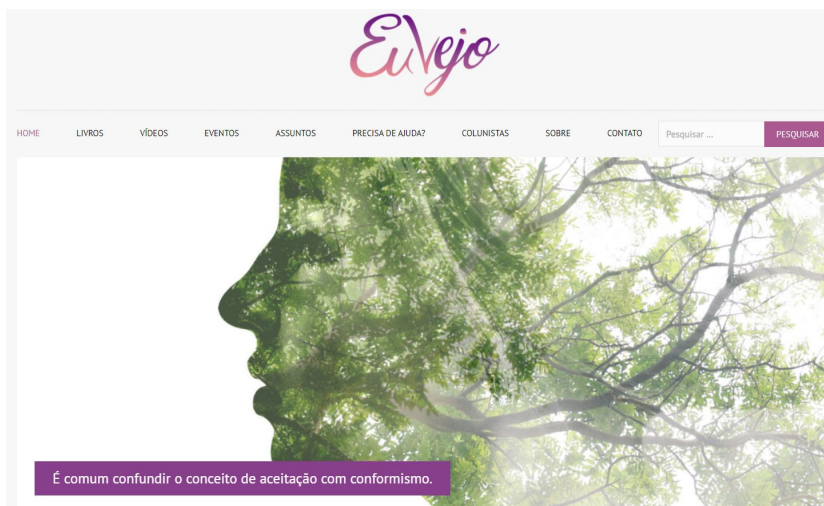 EuVejo
HOME LIVROS VÍDEOS EVENTOS ASSUNTOS PRECISA DE AJUDA? COLUNISTAS SOBRE CONTATO Pesquisar ... PESQUISAR
É comum confundir o conceito de aceitação com conformismo.